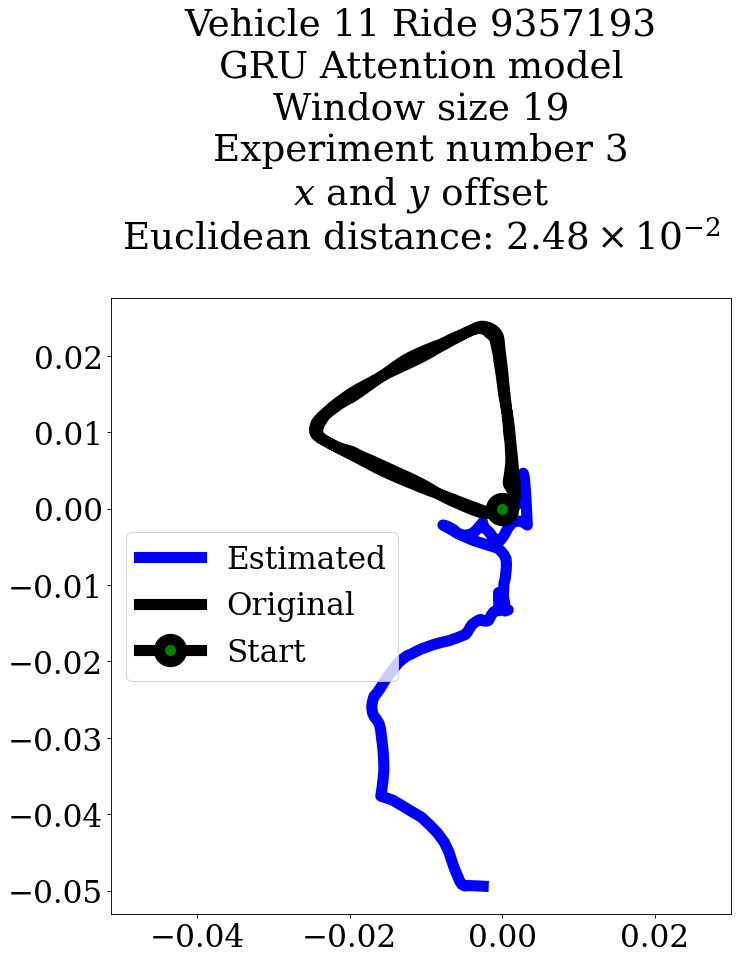 Vehicle 11 Ride 9357193
GRU Attention model
Window size 19
Experiment number 3
x and y offset
Euclidean distance: 2.48 × 10⁻²
0.02
0.01
0.00
−0.01
−0.02
−0.03
−0.04
−0.05
Estimated
Original
Start
−0.04 −0.02 0.00 0.02